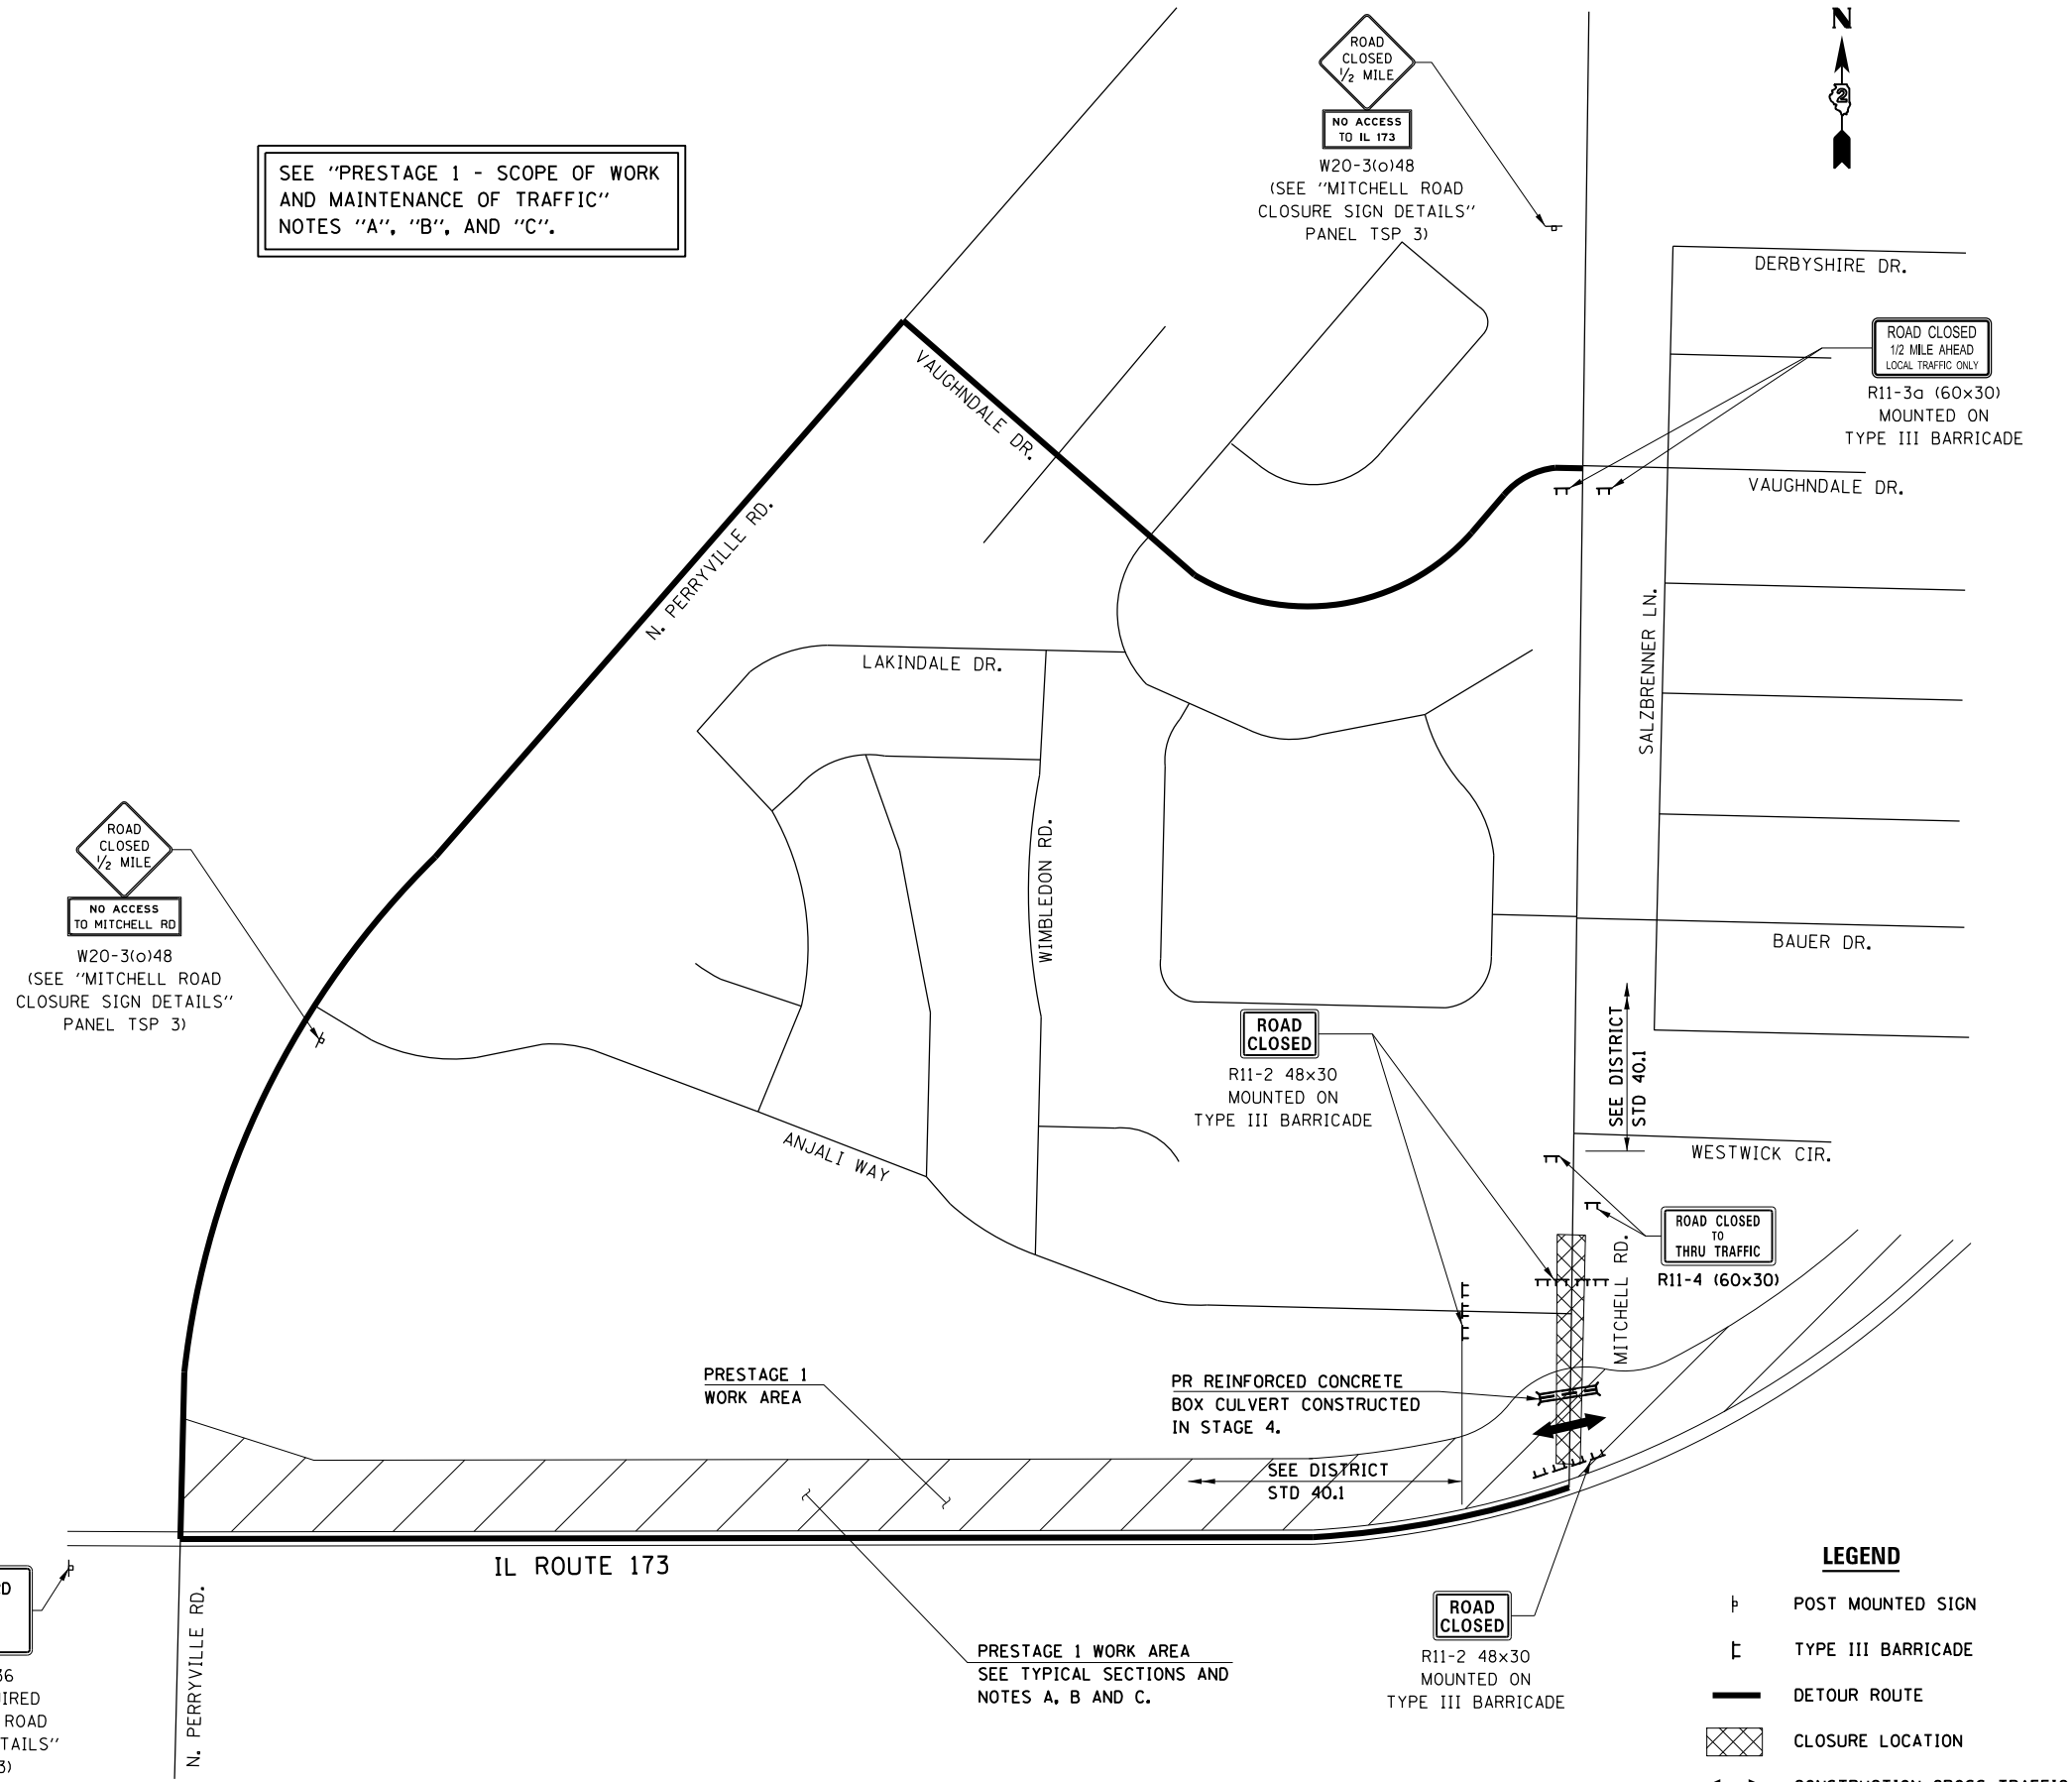 N
2
ROAD
CLOSED
1/2 MILE
NO ACCESS
TO IL 173
W20-3(o)48
(SEE "MITCHELL ROAD
CLOSURE SIGN DETAILS"
PANEL TSP 3)
SEE "PRESTAGE 1 - SCOPE OF WORK
AND MAINTENANCE OF TRAFFIC"
NOTES "A", "B", AND "C".
DERBYSHIRE DR.
ROAD CLOSED
1/2 MILE AHEAD
LOCAL TRAFFIC ONLY
R11-3a (60x30)
MOUNTED ON
TYPE III BARRICADE
VAUGHNDALE DR.
VAUGHNDALE DR.
N. PERRYVILLE RD.
LAKINDALE DR.
SALZBRENNER LN.
ROAD
CLOSED
1/2 MILE
NO ACCESS
TO MITCHELL RD
W20-3(o)48
(SEE "MITCHELL ROAD
CLOSURE SIGN DETAILS"
PANEL TSP 3)
WIMBLEDON RD.
BAUER DR.
ROAD
CLOSED
R11-2 48x30
MOUNTED ON
TYPE III BARRICADE
SEE DISTRICT
STD 40.1
ANJALI WAY
WESTWICK CIR.
ROAD CLOSED
TO
THRU TRAFFIC
R11-4 (60x30)
MITCHELL RD.
PRESTAGE 1
WORK AREA
PR REINFORCED CONCRETE
BOX CULVERT CONSTRUCTED
IN STAGE 4.
SEE DISTRICT
STD 40.1
IL ROUTE 173
N. PERRYVILLE RD.
PRESTAGE 1 WORK AREA
SEE TYPICAL SECTIONS AND
NOTES A, B AND C.
ROAD
CLOSED
R11-2 48x30
MOUNTED ON
TYPE III BARRICADE
ROAD
LEGEND
POST MOUNTED SIGN
TYPE III BARRICADE
DETOUR ROUTE
CLOSURE LOCATION